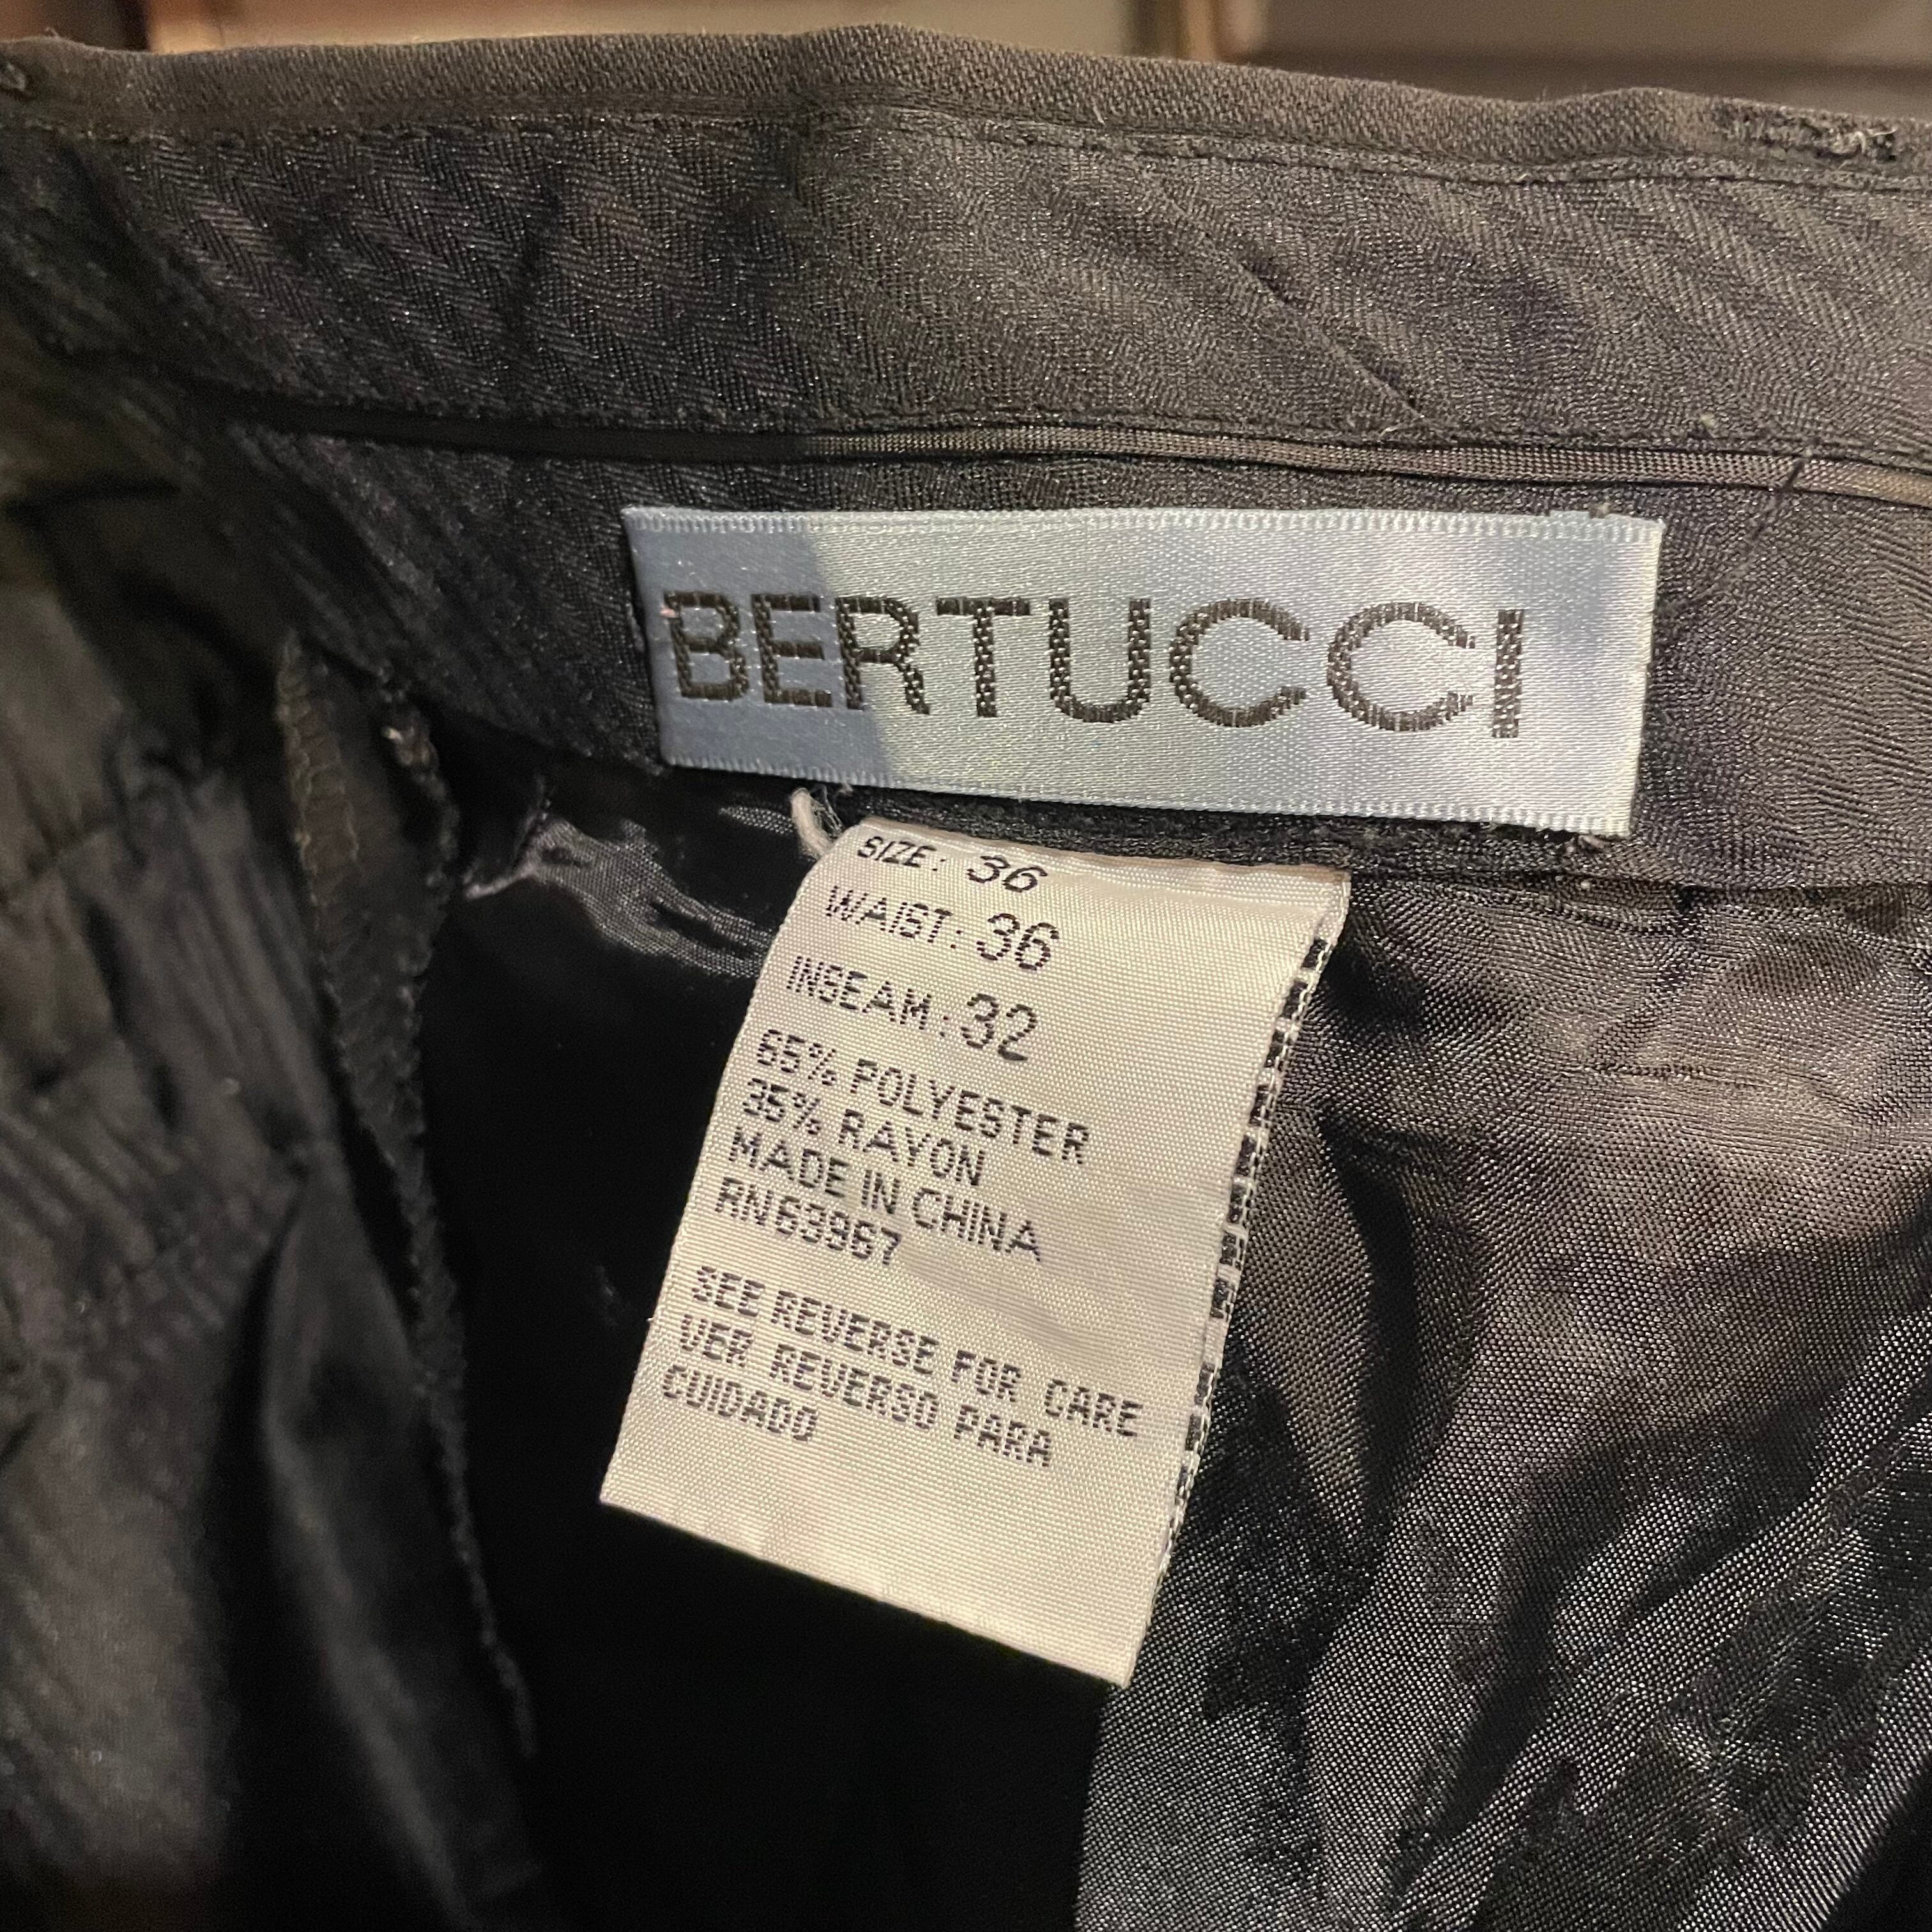 BERTUCCI
SIZE: 36
WAIST: 36
INSEAM: 32
65% POLYESTER
35% RAYON
MADE IN CHINA
RN63967
SEE REVERSE FOR CARE
VER REVERSO PARA
CUIDADO